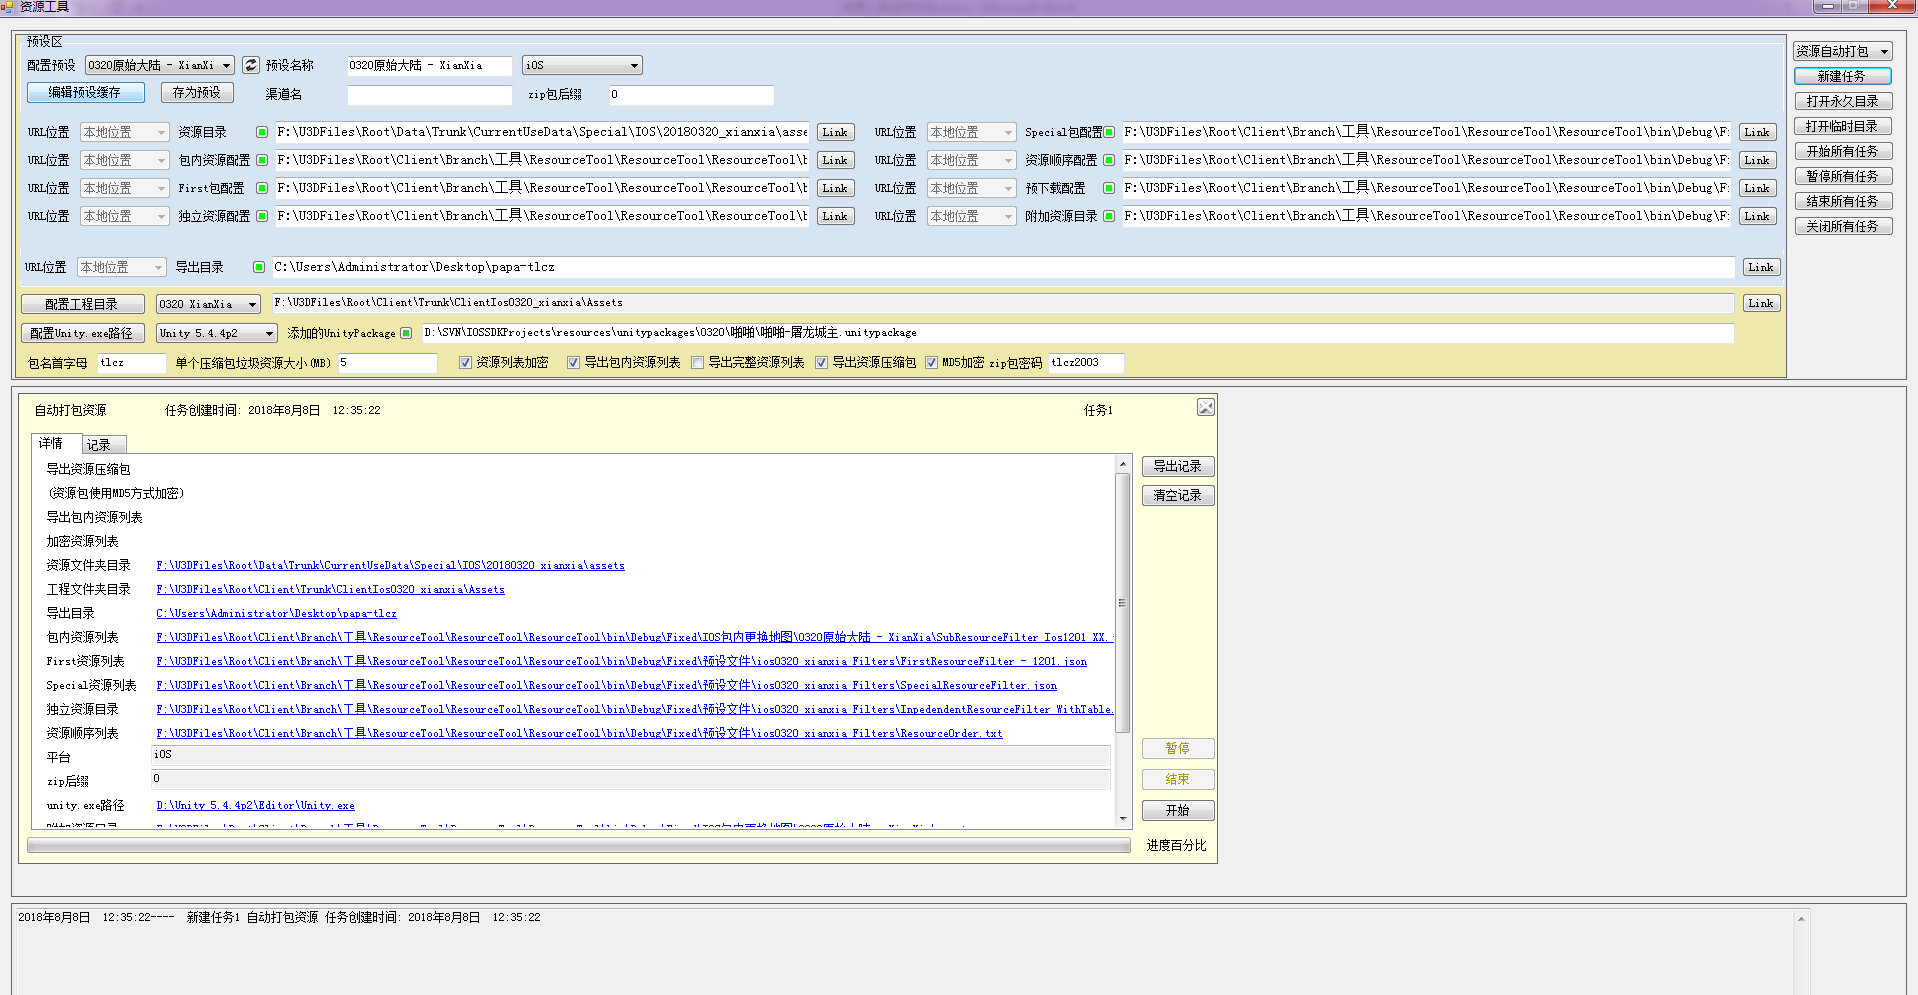 资源工具
预设区
配置预设 0320原始大陆 - XianXi 预设名称 0320原始大陆 - XianXia iOS
编辑预设缓存 存为预设 渠道名 zip包后缀 0
URL位置 本地位置 资源目录 F:\U3DFiles\Root\Data\Trunk\CurrentUseData\Special\IOS\20180320_xianxia\asse Link URL位置 本地位置 Special包配置 F:\U3DFiles\Root\Client\Branch\工具\ResourceTool\ResourceTool\ResourceTool\bin\Debug\F: Link
URL位置 本地位置 包内资源配置 F:\U3DFiles\Root\Client\Branch\工具\ResourceTool\ResourceTool\ResourceTool\b Link URL位置 本地位置 资源顺序配置 F:\U3DFiles\Root\Client\Branch\工具\ResourceTool\ResourceTool\ResourceTool\bin\Debug\F: Link
URL位置 本地位置 First包配置 F:\U3DFiles\Root\Client\Branch\工具\ResourceTool\ResourceTool\ResourceTool\b Link URL位置 本地位置 预下载配置 F:\U3DFiles\Root\Client\Branch\工具\ResourceTool\ResourceTool\ResourceTool\bin\Debug\F: Link
URL位置 本地位置 独立资源配置 F:\U3DFiles\Root\Client\Branch\工具\ResourceTool\ResourceTool\ResourceTool\b Link URL位置 本地位置 附加资源目录 F:\U3DFiles\Root\Client\Branch\工具\ResourceTool\ResourceTool\ResourceTool\bin\Debug\F: Link
URL位置 本地位置 导出目录 C:\Users\Administrator\Desktop\papa-tlcz Link
配置工程目录 0320 XianXia F:\U3DFiles\Root\Client\Trunk\ClientIos0320_xianxia\Assets Link
配置Unity.exe路径 Unity 5.4.4p2 添加的UnityPackage D:\SVN\IOSSDKProjects\resources\unitypackages\0320\啪啪\啪啪-屠龙城主.unitypackage
包名首字母 tlcz 单个压缩包垃圾资源大小(MB) 5 资源列表加密 导出包内资源列表 导出完整资源列表 导出资源压缩包 MD5加密 zip包密码 tlcz2003
资源自动打包
新建任务
打开永久目录
打开临时目录
开始所有任务
暂停所有任务
结束所有任务
关闭所有任务
自动打包资源 任务创建时间: 2018年8月8日 12:35:22 任务1
详情 记录
导出资源压缩包
(资源包使用MD5方式加密)
导出包内资源列表
加密资源列表
资源文件夹目录 F:\U3DFiles\Root\Data\Trunk\CurrentUseData\Special\IOS\20180320_xianxia\assets
工程文件夹目录 F:\U3DFiles\Root\Client\Trunk\ClientIos0320_xianxia\Assets
导出目录 C:\Users\Administrator\Desktop\papa-tlcz
包内资源列表 F:\U3DFiles\Root\Client\Branch\工具\ResourceTool\ResourceTool\ResourceTool\bin\Debug\Fixed\IOS包内更换地图\0320原始大陆 - XianXia\SubResourceFilter_Ios1201_XX.
First资源列表 F:\U3DFiles\Root\Client\Branch\工具\ResourceTool\ResourceTool\ResourceTool\bin\Debug\Fixed\预设文件\ios0320_xianxia_Filters\FirstResourceFilter - 1201.json
Special资源列表 F:\U3DFiles\Root\Client\Branch\工具\ResourceTool\ResourceTool\ResourceTool\bin\Debug\Fixed\预设文件\ios0320_xianxia_Filters\SpecialResourceFilter.json
独立资源目录 F:\U3DFiles\Root\Client\Branch\工具\ResourceTool\ResourceTool\ResourceTool\bin\Debug\Fixed\预设文件\ios0320_xianxia_Filters\InpedendentResourceFilter_WithTable.
资源顺序列表 F:\U3DFiles\Root\Client\Branch\工具\ResourceTool\ResourceTool\ResourceTool\bin\Debug\Fixed\预设文件\ios0320_xianxia_Filters\ResourceOrder.txt
平台 iOS
zip后缀 0
unity.exe路径 D:\Unity 5.4.4p2\Editor\Unity.exe
导出记录
清空记录
暂停
结束
开始
进度百分比
2018年8月8日 12:35:22---- 新建任务1 自动打包资源 任务创建时间: 2018年8月8日 12:35:22